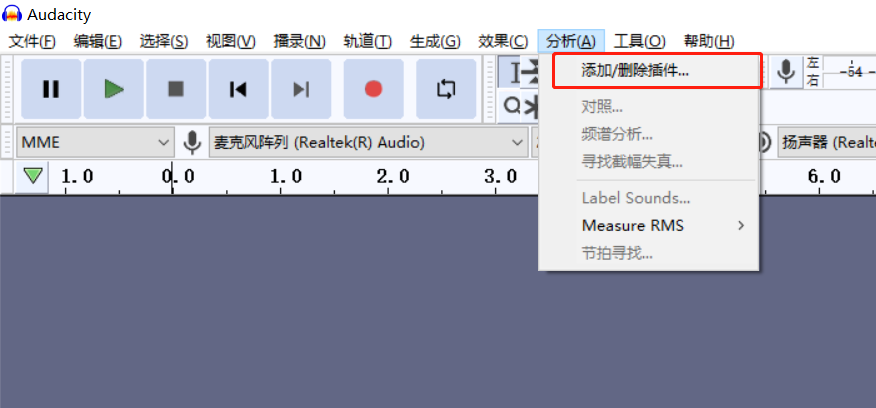 Audacity
文件(F) 编辑(E) 选择(S) 视图(V) 播录(N) 轨道(T) 生成(G) 效果(C) 分析(A) 工具(O) 帮助(H)
添加/删除插件...
左
右
-54
对照...
频谱分析...
寻找截幅失真...
Label Sounds...
Measure RMS
节拍寻找...
MME 麦克风阵列 (Realtek(R) Audio) 扬声器 (Realt
1.0 0.0 1.0 2.0 3.0 6.0